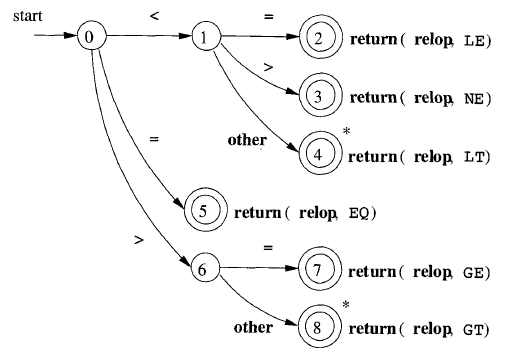 start
0
<
1
=
2
return ( relop, LE)
>
3
return ( relop, NE)
other
4
*
return ( relop, LT)
=
5
return ( relop, EQ)
>
6
=
7
return ( relop, GE)
other
8
*
return ( relop, GT)